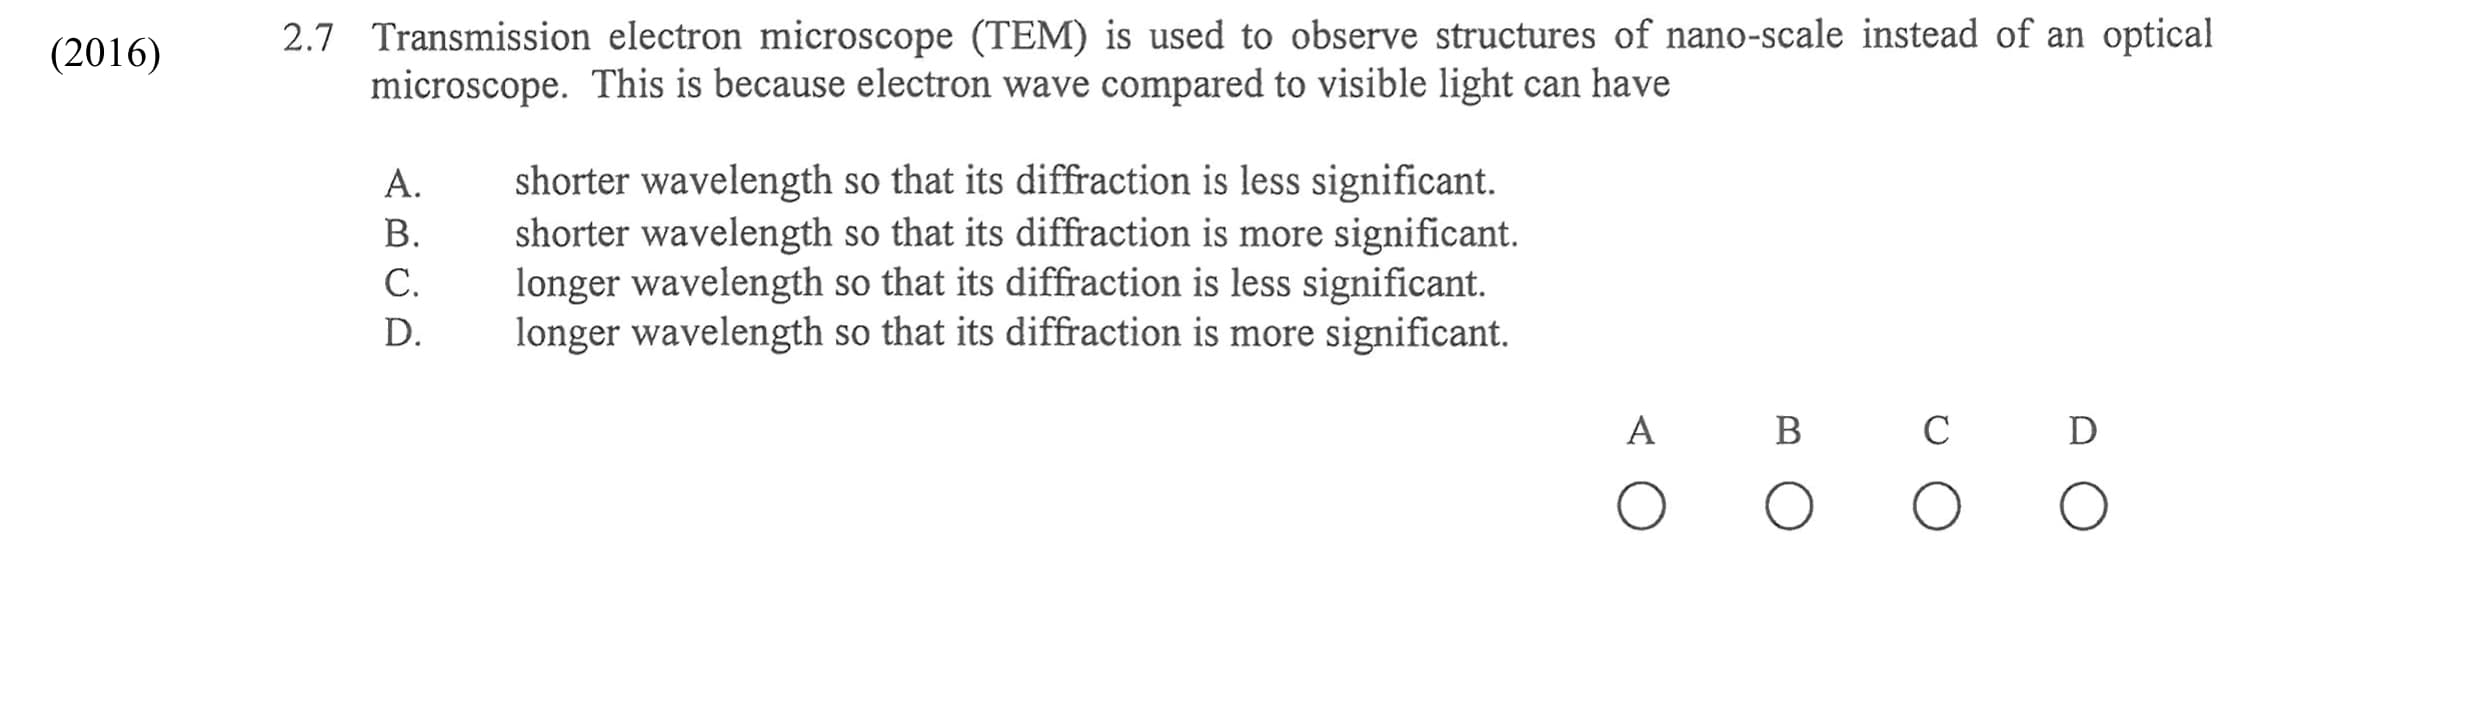 (2016)
2.7 Transmission electron microscope (TEM) is used to observe structures of nano-scale instead of an optical
microscope. This is because electron wave compared to visible light can have
A. shorter wavelength so that its diffraction is less significant.
B. shorter wavelength so that its diffraction is more significant.
C. longer wavelength so that its diffraction is less significant.
D. longer wavelength so that its diffraction is more significant.
A B C D